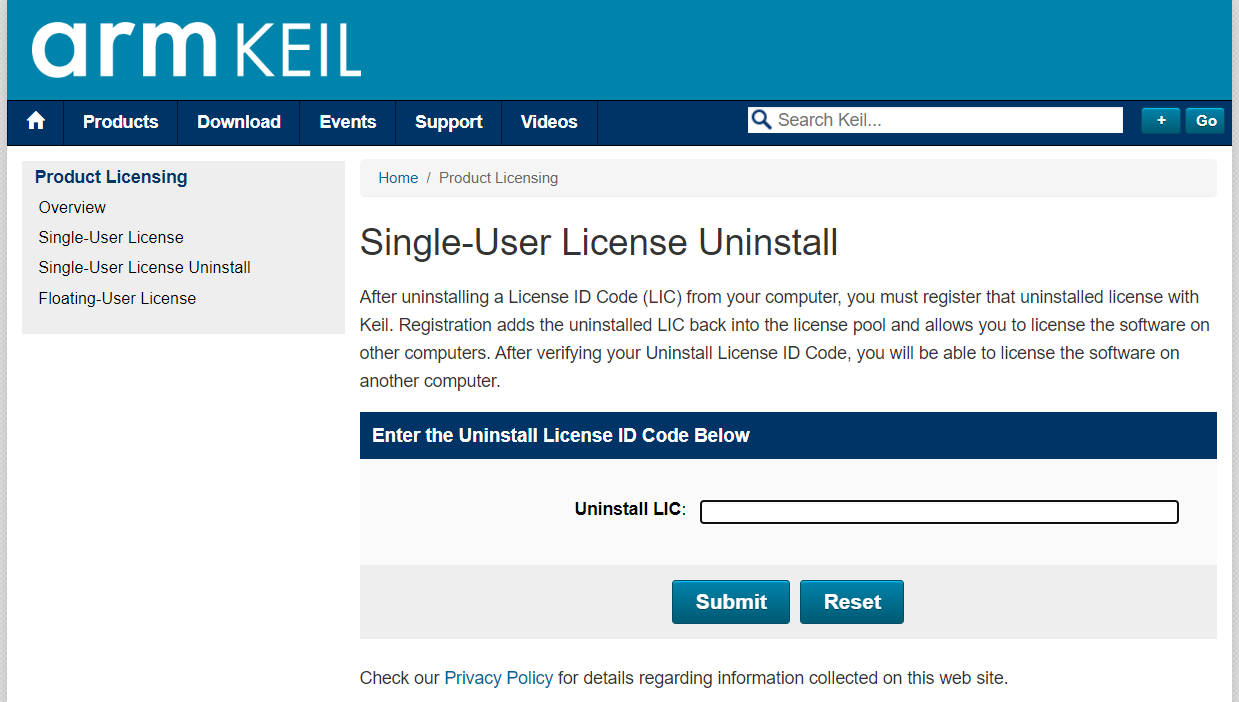 arm KEIL
Products Download Events Support Videos Search Keil... + Go
Product Licensing
Overview
Single-User License
Single-User License Uninstall
Floating-User License
Home / Product Licensing
Single-User License Uninstall
After uninstalling a License ID Code (LIC) from your computer, you must register that uninstalled license with
Keil. Registration adds the uninstalled LIC back into the license pool and allows you to license the software on
other computers. After verifying your Uninstall License ID Code, you will be able to license the software on
another computer.
Enter the Uninstall License ID Code Below
Uninstall LIC:
Submit Reset
Check our Privacy Policy for details regarding information collected on this web site.